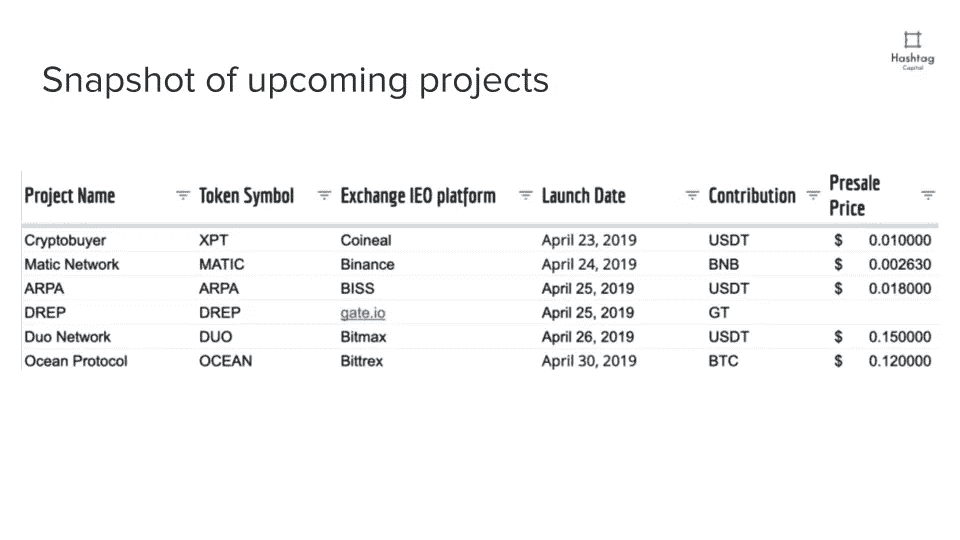 Hashtag
Capital
Snapshot of upcoming projects
Project Name Token Symbol Exchange IEO platform Launch Date Contribution Presale Price
Cryptobuyer XPT Coineal April 23, 2019 USDT $ 0.010000
Matic Network MATIC Binance April 24, 2019 BNB $ 0.002630
ARPA ARPA BISS April 25, 2019 USDT $ 0.018000
DREP DREP gate.io April 25, 2019 GT
Duo Network DUO Bitmax April 26, 2019 USDT $ 0.150000
Ocean Protocol OCEAN Bittrex April 30, 2019 BTC $ 0.120000